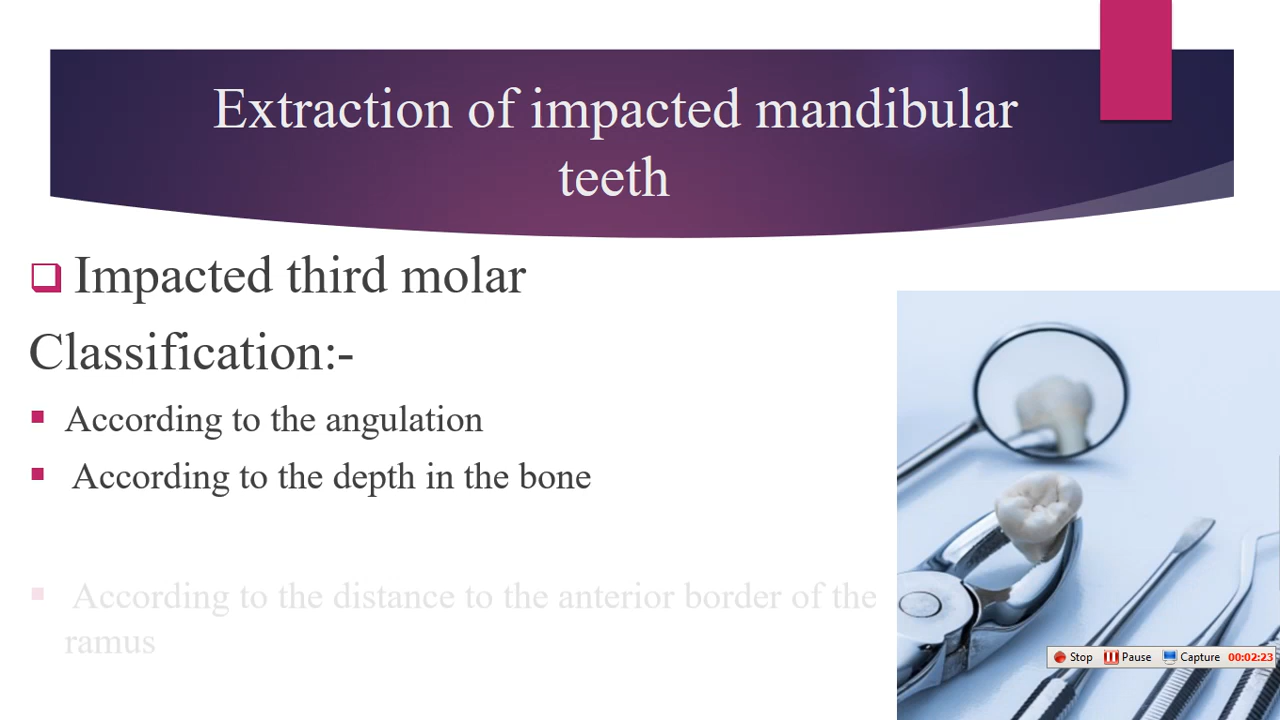 Extraction of impacted mandibular
teeth
Impacted third molar
Classification:-
According to the angulation
According to the depth in the bone
According to the distance to the anterior border of the
ramus
Stop Pause Capture 00:02:23